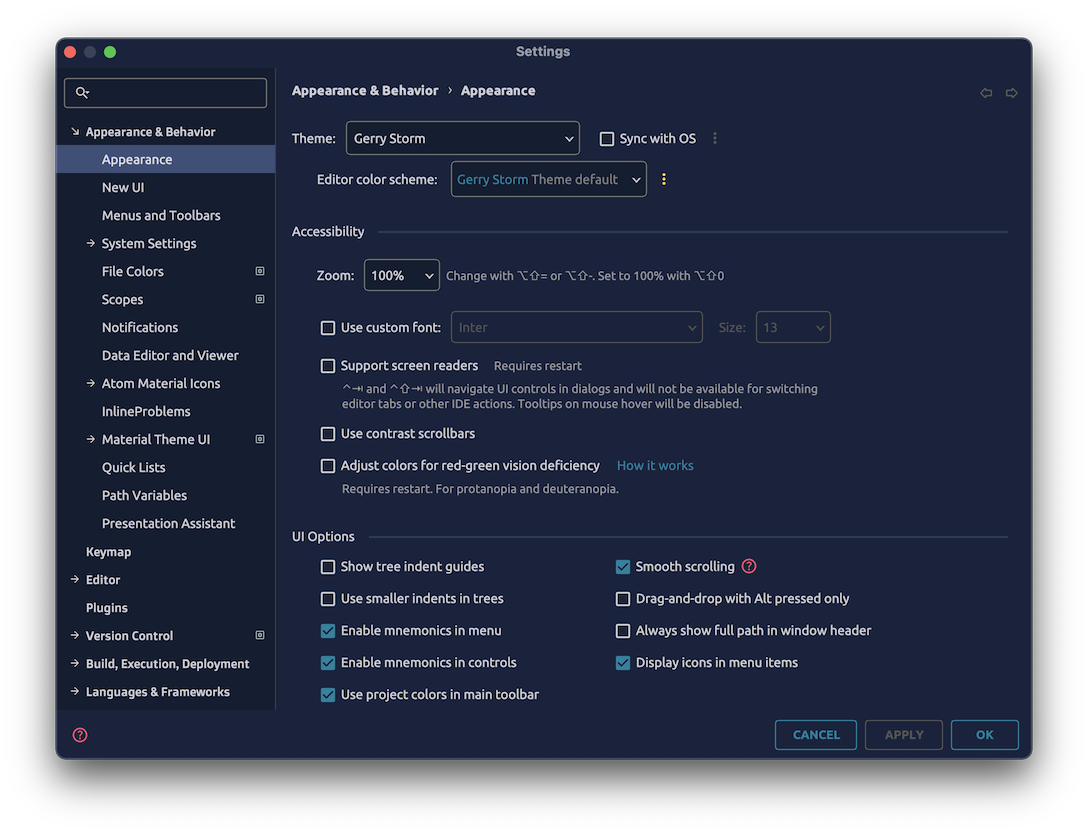 Settings
Appearance & Behavior
Appearance
New UI
Menus and Toolbars
System Settings
File Colors
Scopes
Notifications
Data Editor and Viewer
Atom Material Icons
InlineProblems
Material Theme UI
Quick Lists
Path Variables
Presentation Assistant
Keymap
Editor
Plugins
Version Control
Build, Execution, Deployment
Languages & Frameworks
Appearance & Behavior › Appearance
Theme: Gerry Storm Sync with OS
Editor color scheme: Gerry Storm Theme default
Accessibility
Zoom: 100% Change with ⌥⇧= or ⌥⇧-. Set to 100% with ⌥⇧0
Use custom font: Inter Size: 13
Support screen readers Requires restart
⌃⇥ and ⌃⇧⇥ will navigate UI controls in dialogs and will not be available for switching
editor tabs or other IDE actions. Tooltips on mouse hover will be disabled.
Use contrast scrollbars
Adjust colors for red-green vision deficiency How it works
Requires restart. For protanopia and deuteranopia.
UI Options
Show tree indent guides Smooth scrolling ?
Use smaller indents in trees Drag-and-drop with Alt pressed only
Enable mnemonics in menu Always show full path in window header
Enable mnemonics in controls Display icons in menu items
Use project colors in main toolbar
? CANCEL APPLY OK